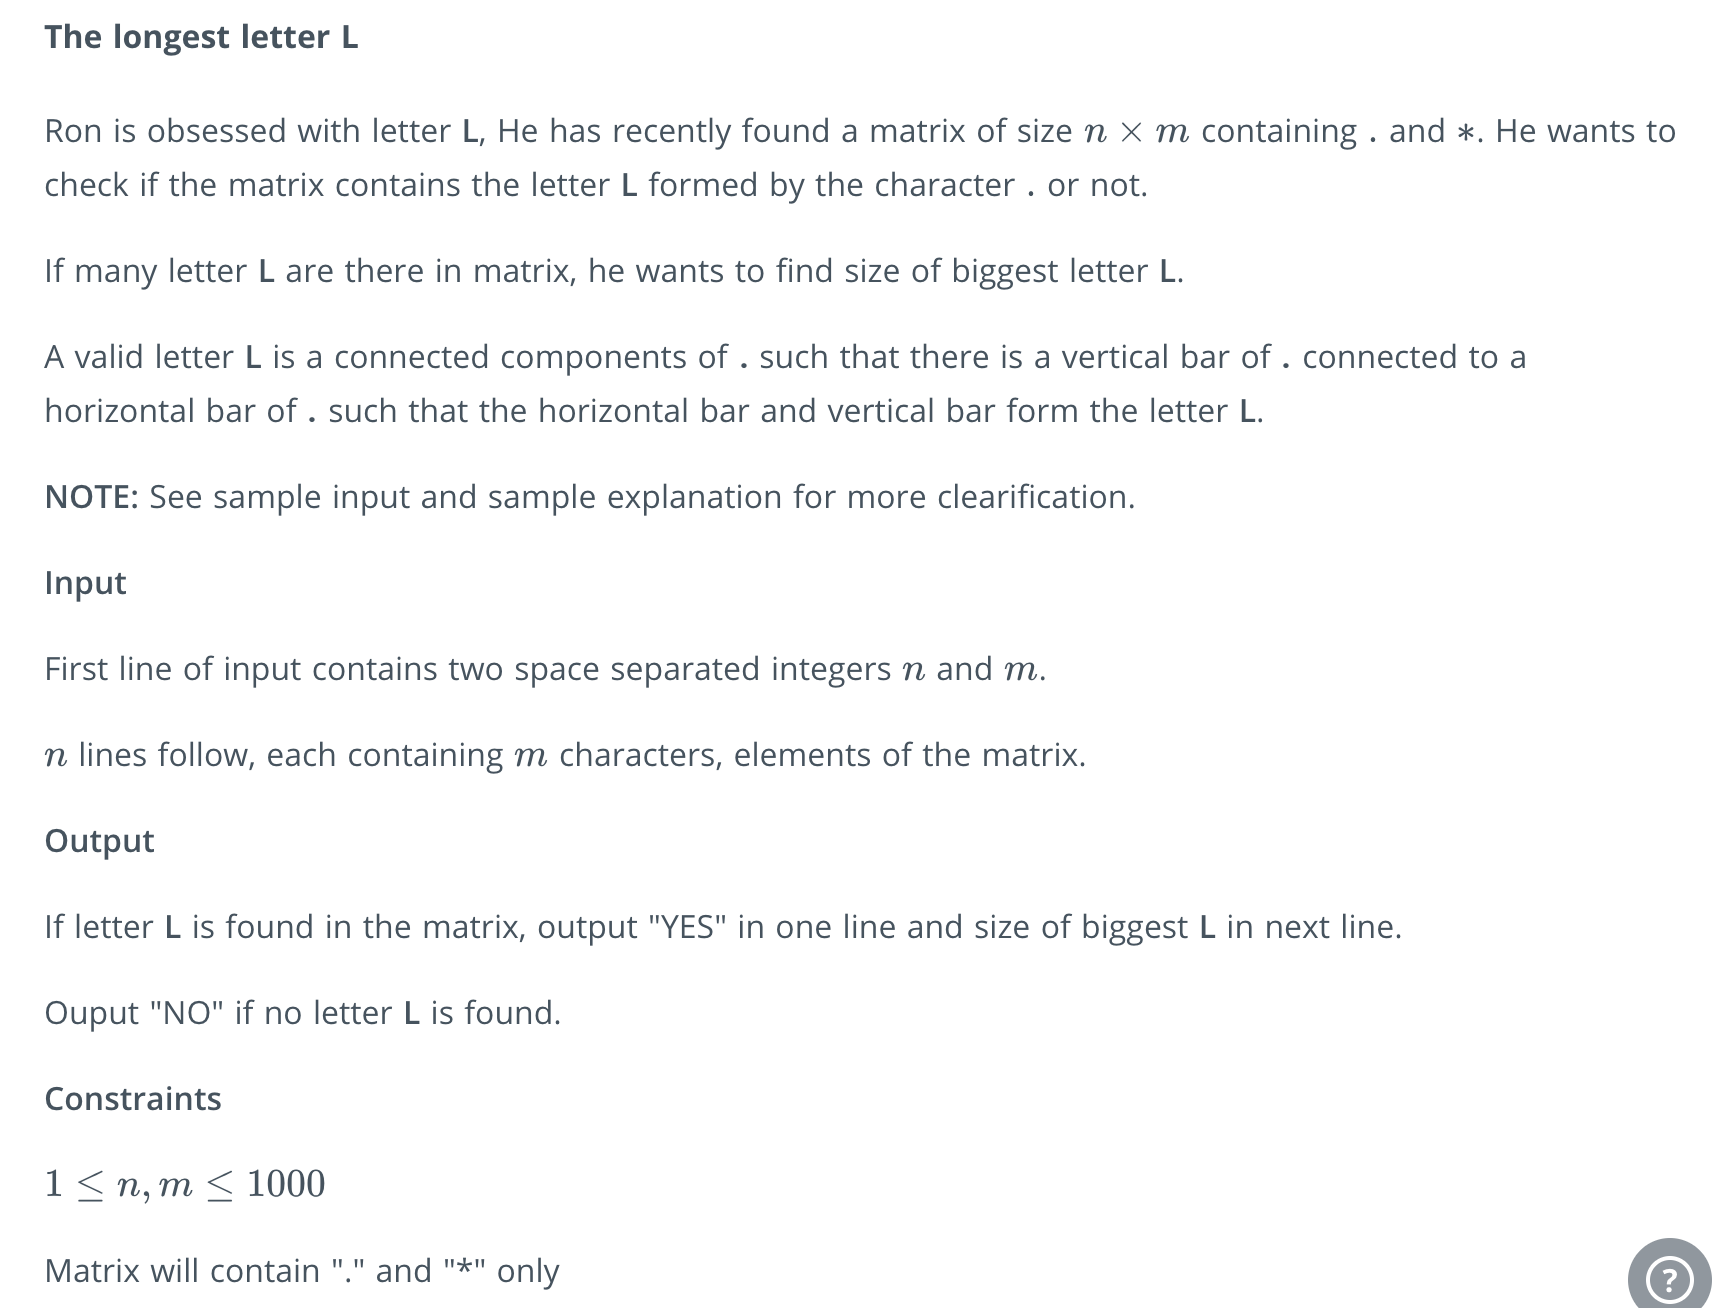 The longest letter L
Ron is obsessed with letter L, He has recently found a matrix of size n × m containing . and *. He wants to
check if the matrix contains the letter L formed by the character . or not.
If many letter L are there in matrix, he wants to find size of biggest letter L.
A valid letter L is a connected components of . such that there is a vertical bar of . connected to a
horizontal bar of . such that the horizontal bar and vertical bar form the letter L.
NOTE: See sample input and sample explanation for more clearification.
Input
First line of input contains two space separated integers n and m.
n lines follow, each containing m characters, elements of the matrix.
Output
If letter L is found in the matrix, output "YES" in one line and size of biggest L in next line.
Ouput "NO" if no letter L is found.
Constraints
1 ≤ n, m ≤ 1000
Matrix will contain "." and "*" only
?